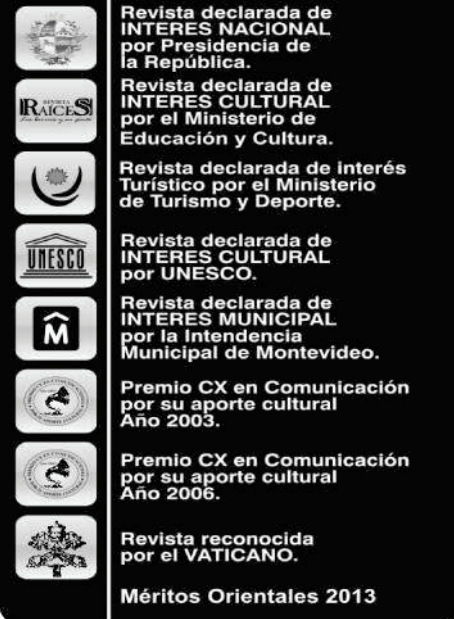 Revista declarada de
INTERES NACIONAL
por Presidencia de
la República.
REVISTA
RAICES
Revista declarada de
INTERES CULTURAL
por el Ministerio de
Educación y Cultura.
Revista declarada de interés
Turístico por el Ministerio
de Turismo y Deporte.
UNESCO
Revista declarada de
INTERES CULTURAL
por UNESCO.
M
Revista declarada de
INTERES MUNICIPAL
por la Intendencia
Municipal de Montevideo.
Premio CX en Comunicación
por su aporte cultural
Año 2003.
Premio CX en Comunicación
por su aporte cultural
Año 2006.
Revista reconocida
por el VATICANO.
Méritos Orientales 2013